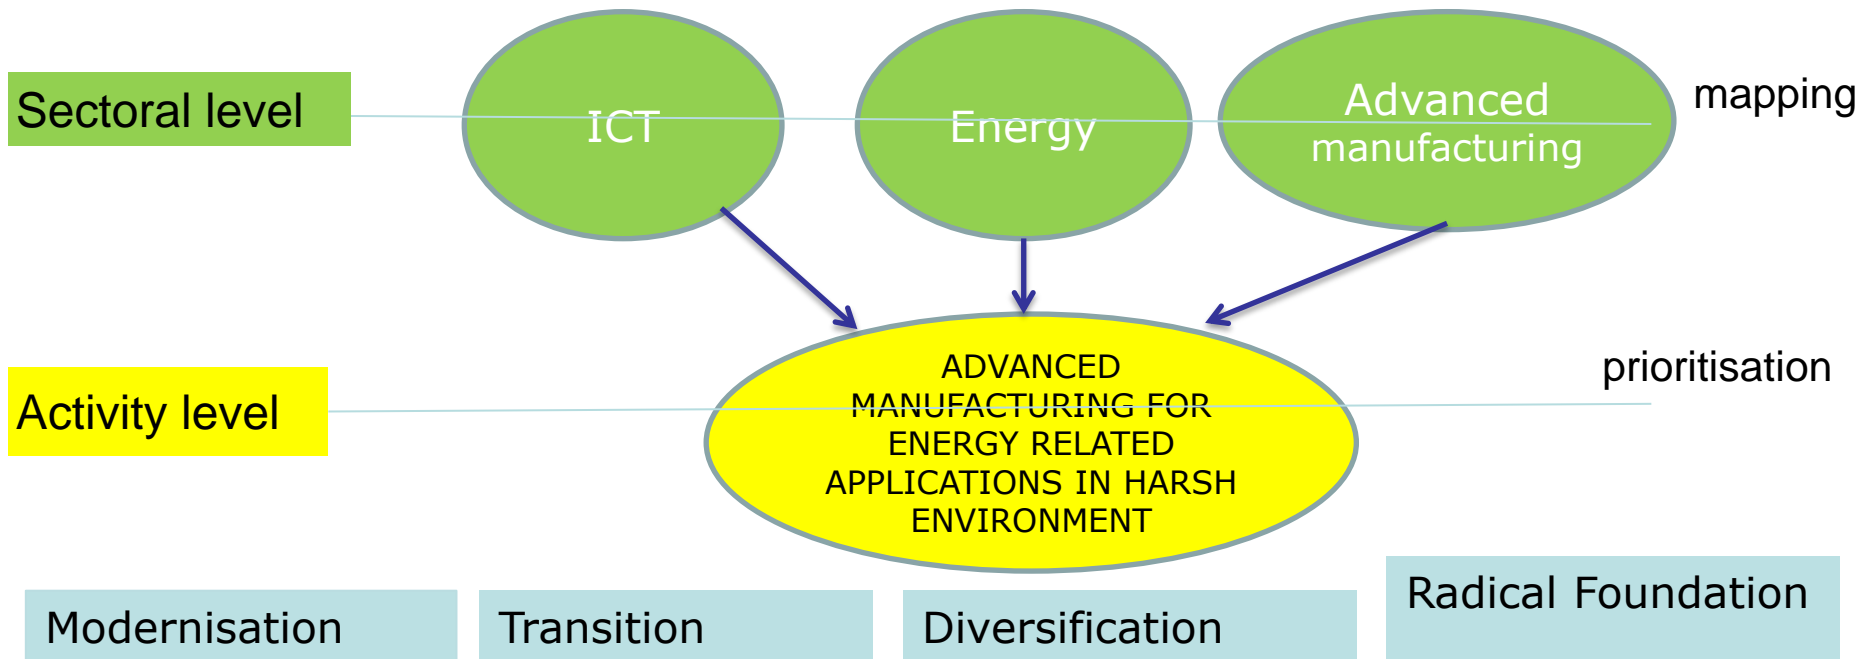 Sectoral level
ICT
Energy
Advanced
manufacturing
mapping
Activity level
ADVANCED
MANUFACTURING FOR
ENERGY RELATED
APPLICATIONS IN HARSH
ENVIRONMENT
prioritisation
Modernisation
Transition
Diversification
Radical Foundation